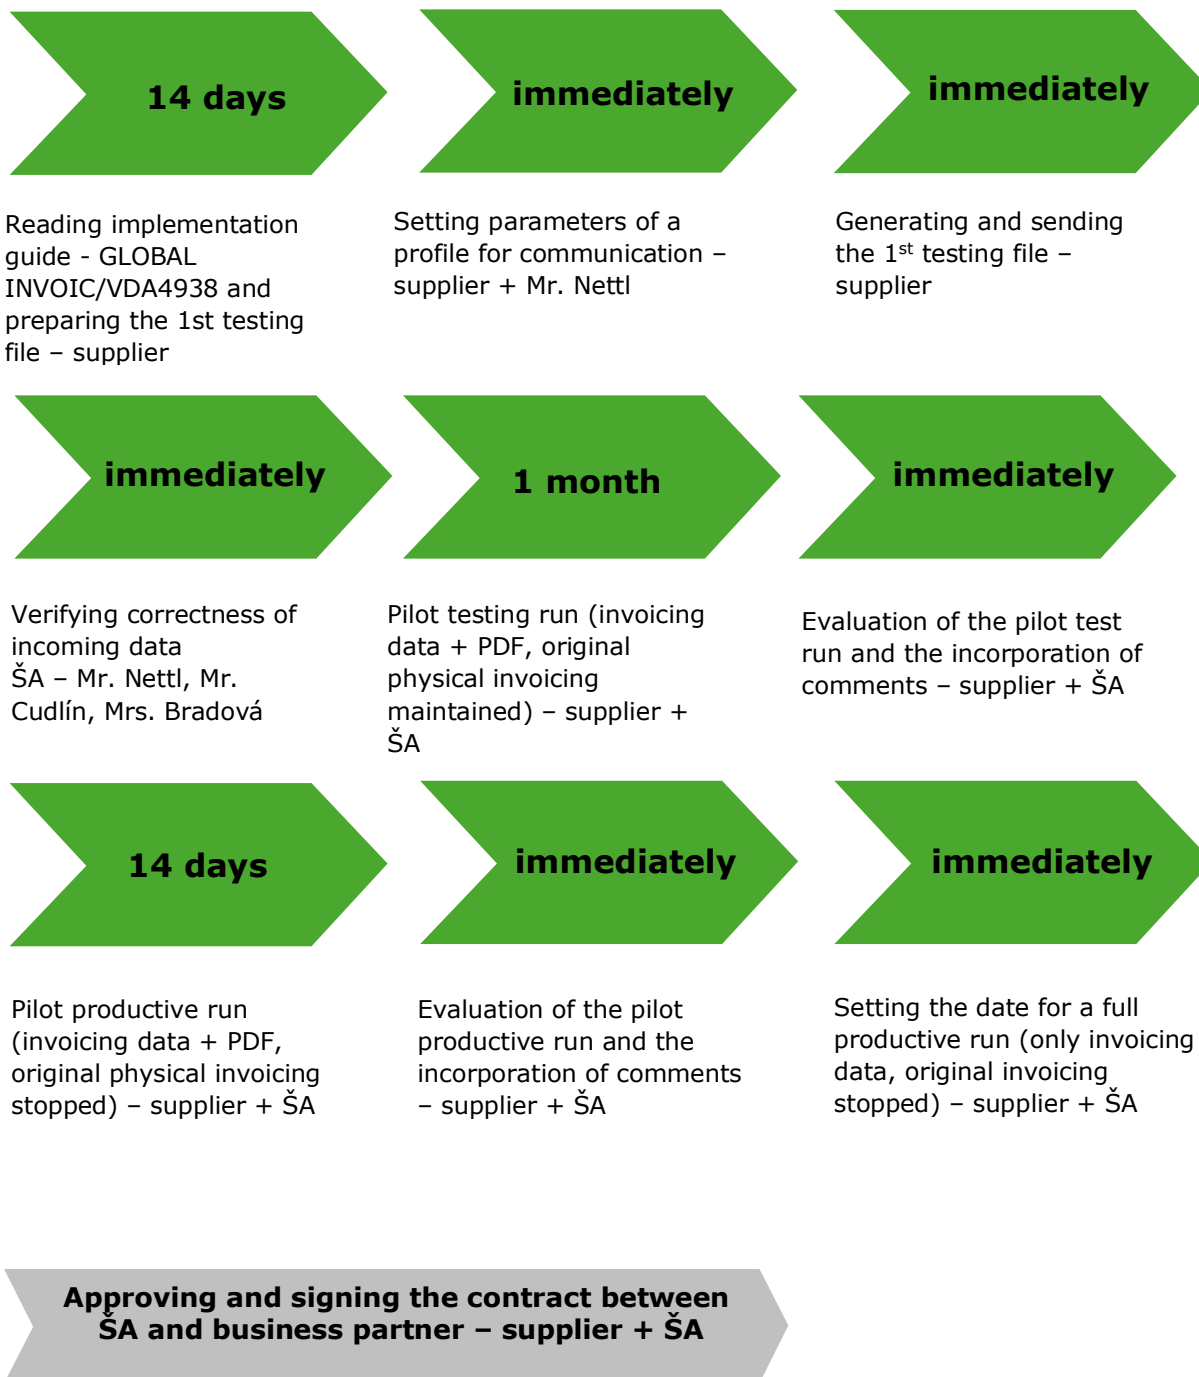 14 days
immediately
immediately
Reading implementation
guide - GLOBAL
INVOIC/VDA4938 and
preparing the 1st testing
file – supplier
Setting parameters of a
profile for communication –
supplier + Mr. Nettl
Generating and sending
the 1st testing file –
supplier
immediately
1 month
immediately
Verifying correctness of
incoming data
ŠA – Mr. Nettl, Mr.
Cudlín, Mrs. Bradová
Pilot testing run (invoicing
data + PDF, original
physical invoicing
maintained) – supplier +
ŠA
Evaluation of the pilot test
run and the incorporation of
comments – supplier + ŠA
14 days
immediately
immediately
Pilot productive run
(invoicing data + PDF,
original physical invoicing
stopped) – supplier + ŠA
Evaluation of the pilot
productive run and the
incorporation of comments
– supplier + ŠA
Setting the date for a full
productive run (only invoicing
data, original invoicing
stopped) – supplier + ŠA
Approving and signing the contract between
ŠA and business partner – supplier + ŠA